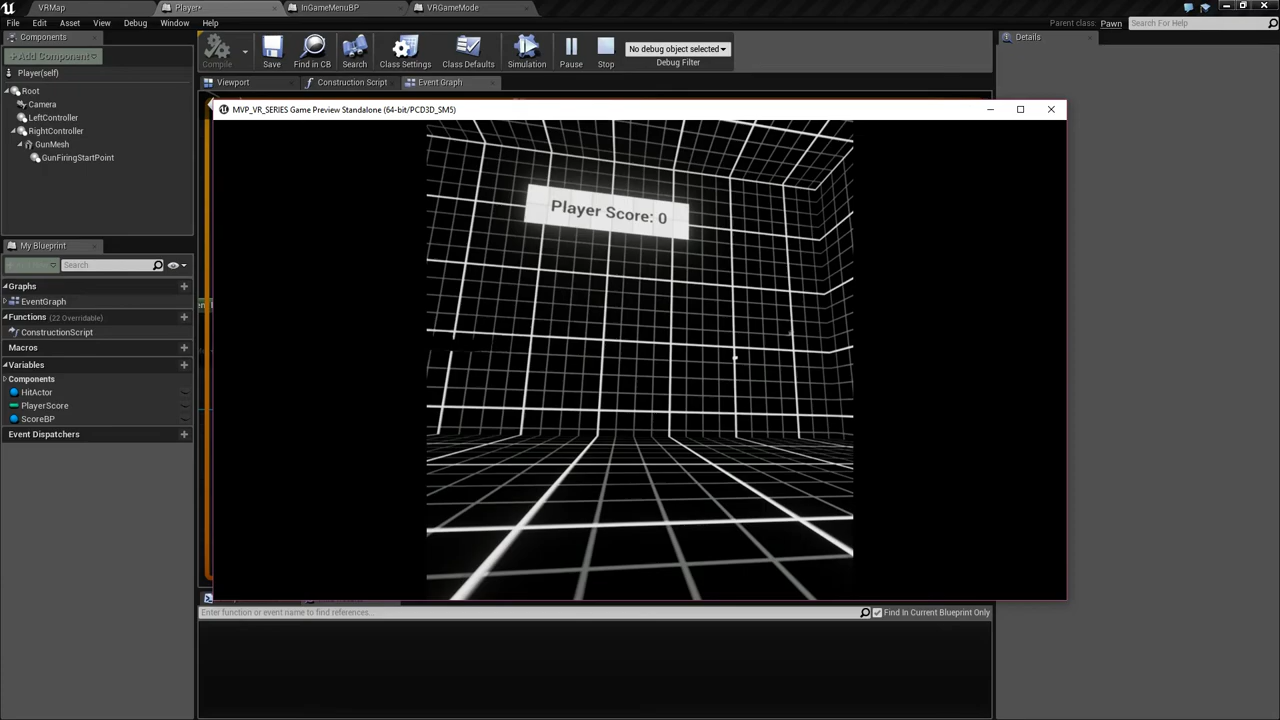 VRMap
Player*
InGameMenuBP
VRGameMode
File Edit Asset View Debug Window Help
Parent class: Pawn
Search For Help
Components
Details
+Add Component
Compile Save Find in CB Search Class Settings Class Defaults Simulation Pause Stop
No debug object selected
Debug Filter
Player(self)
Viewport
Construction Script
Event Graph
Root
Camera
LeftController
RightController
GunMesh
GunFiringStartPoint
MVP_VR_SERIES Game Preview Standalone (64-bit/PCD3D_SM5)
Player Score: 0
My Blueprint
Search
Graphs
EventGraph
Functions (22 Overridable)
ConstructionScript
Macros
Variables
Components
HitActor
PlayerScore
ScoreBP
Event Dispatchers
Enter function or event name to find references...
Find In Current Blueprint Only